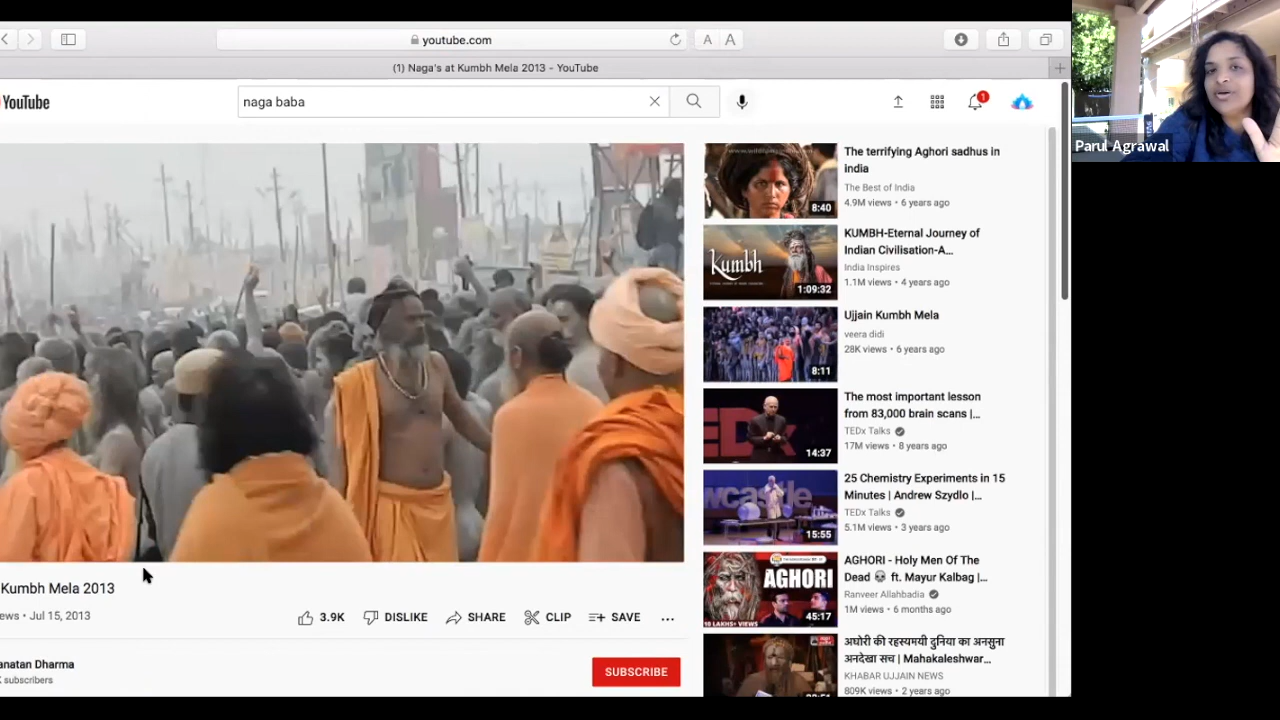 youtube.com
A A
(1) Naga's at Kumbh Mela 2013 - YouTube
YouTube
naga baba
1
Parul Agrawal
8:40
The terrifying Aghori sadhus in
india
The Best of India
4.9M views • 6 years ago
Kumbh
1:09:32
KUMBH-Eternal Journey of
Indian Civilisation-A...
India Inspires
1.1M views • 4 years ago
8:11
Ujjain Kumbh Mela
veera didi
28K views • 6 years ago
EDx
14:37
The most important lesson
from 83,000 brain scans |...
TEDx Talks
17M views • 8 years ago
wcastle
15:55
25 Chemistry Experiments in 15
Minutes | Andrew Szydlo |...
TEDx Talks
5.1M views • 3 years ago
AGHORI
45:17
AGHORI - Holy Men Of The
Dead 💀 ft. Mayur Kalbag |...
Ranveer Allahbadia
1M views • 6 months ago
अघोरी की रहस्यमयी दुनिया का अनसुना
अनदेखा सच | Mahakaleshwar...
KHABAR UJJAIN NEWS
809K views • 2 years ago
Kumbh Mela 2013
ews • Jul 15, 2013
3.9K DISLIKE SHARE CLIP SAVE ...
anatan Dharma
subscribers
SUBSCRIBE